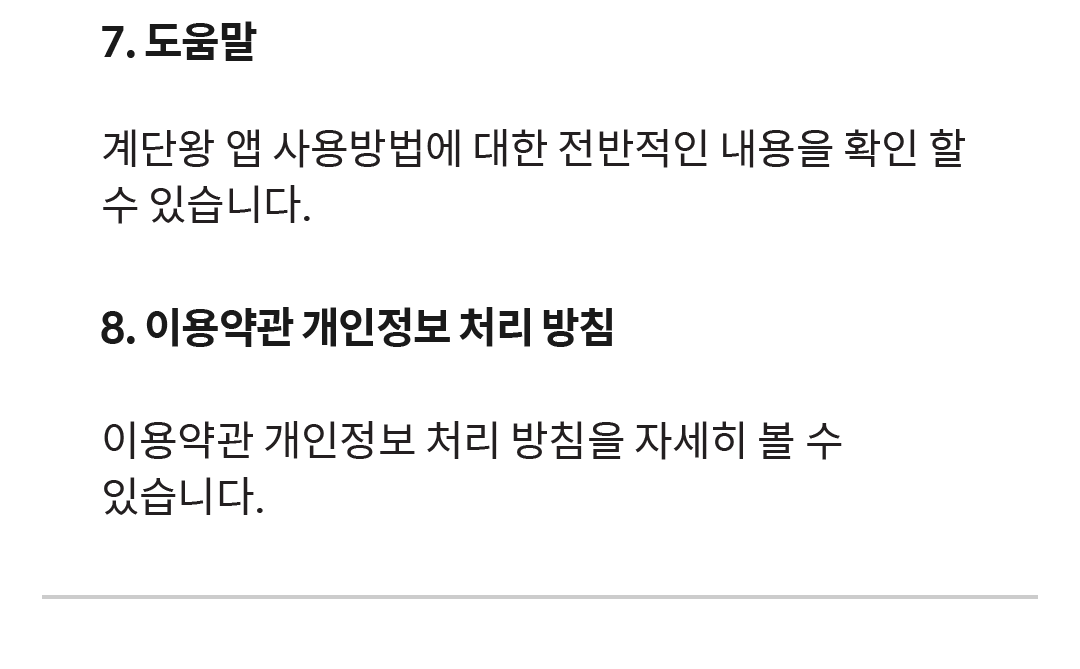 7. 도움말
계단왕 앱 사용방법에 대한 전반적인 내용을 확인 할
수 있습니다.
8. 이용약관 개인정보 처리 방침
이용약관 개인정보 처리 방침을 자세히 볼 수
있습니다.